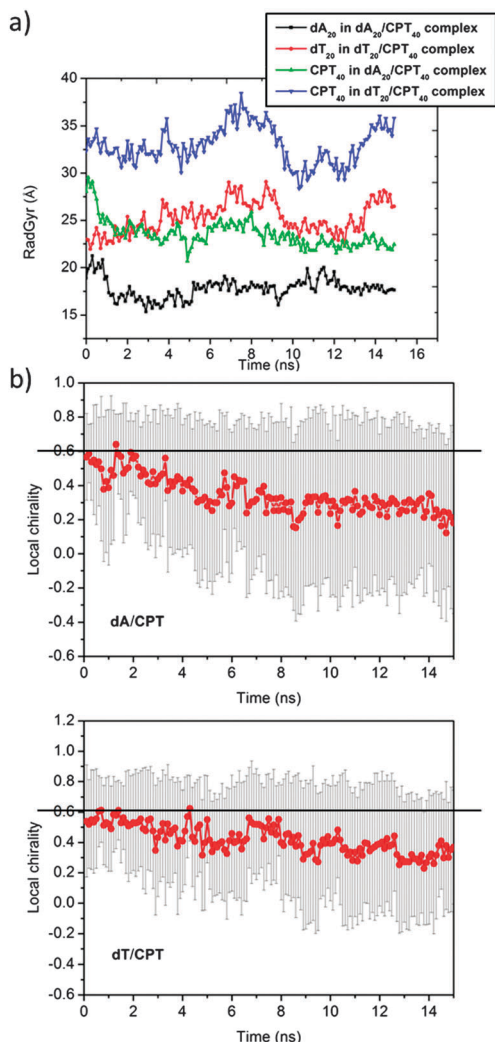 a)
dA20 in dA20/CPT40 complex
dT20 in dT20/CPT40 complex
CPT40 in dA20/CPT40 complex
CPT40 in dT20/CPT40 complex
40
35
30
25
20
15
RadGyr (Å)
0 2 4 6 8 10 12 14 16
Time (ns)
b)
1.0
0.8
0.6
0.4
0.2
0.0
-0.2
-0.4
-0.6
Local chirality
dA/CPT
0 2 4 6 8 10 12 14
Time (ns)
1.2
1.0
0.8
0.6
0.4
0.2
0.0
-0.2
-0.4
-0.6
Local chirality
dT/CPT
0 2 4 6 8 10 12 14
Time (ns)